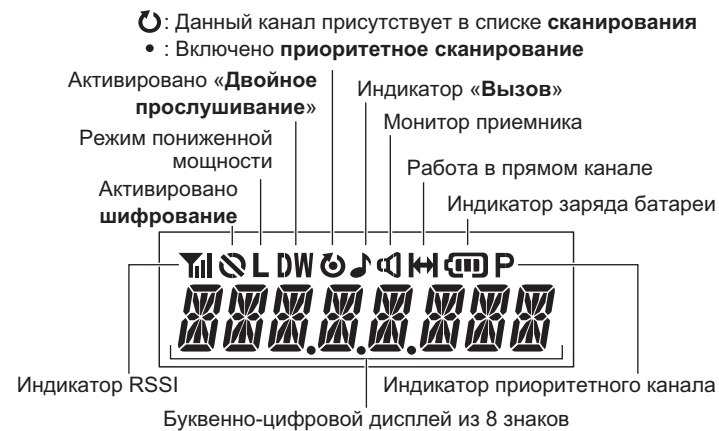 ↻: Данный канал присутствует в списке сканирования
• : Включено приоритетное сканирование
Активировано «Двойное
прослушивание»
Индикатор «Вызов»
Монитор приемника
Режим пониженной
мощности
Работа в прямом канале
Активировано
шифрование
Индикатор заряда батареи
L DW P
Индикатор RSSI
Индикатор приоритетного канала
Буквенно-цифровой дисплей из 8 знаков